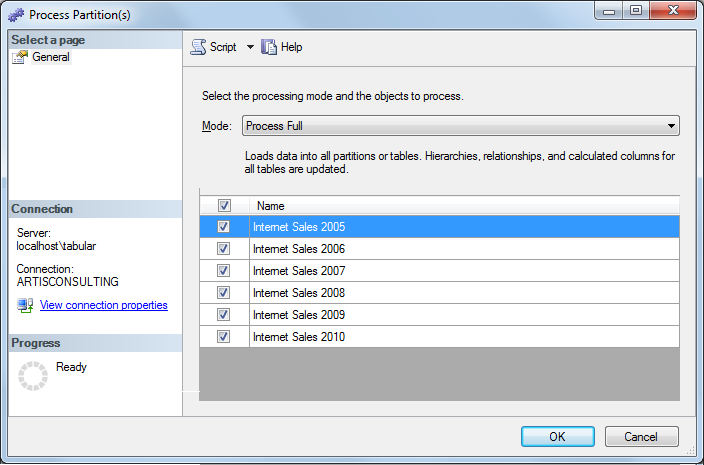 Process Partition(s)
Select a page
General
Script
Help
Select the processing mode and the objects to process.
Mode:
Process Full
Loads data into all partitions or tables. Hierarchies, relationships, and calculated columns for
all tables are updated.
Name
Internet Sales 2005
Internet Sales 2006
Internet Sales 2007
Internet Sales 2008
Internet Sales 2009
Internet Sales 2010
Connection
Server:
localhost\tabular
Connection:
ARTISCONSULTING
View connection properties
Progress
Ready
OK
Cancel